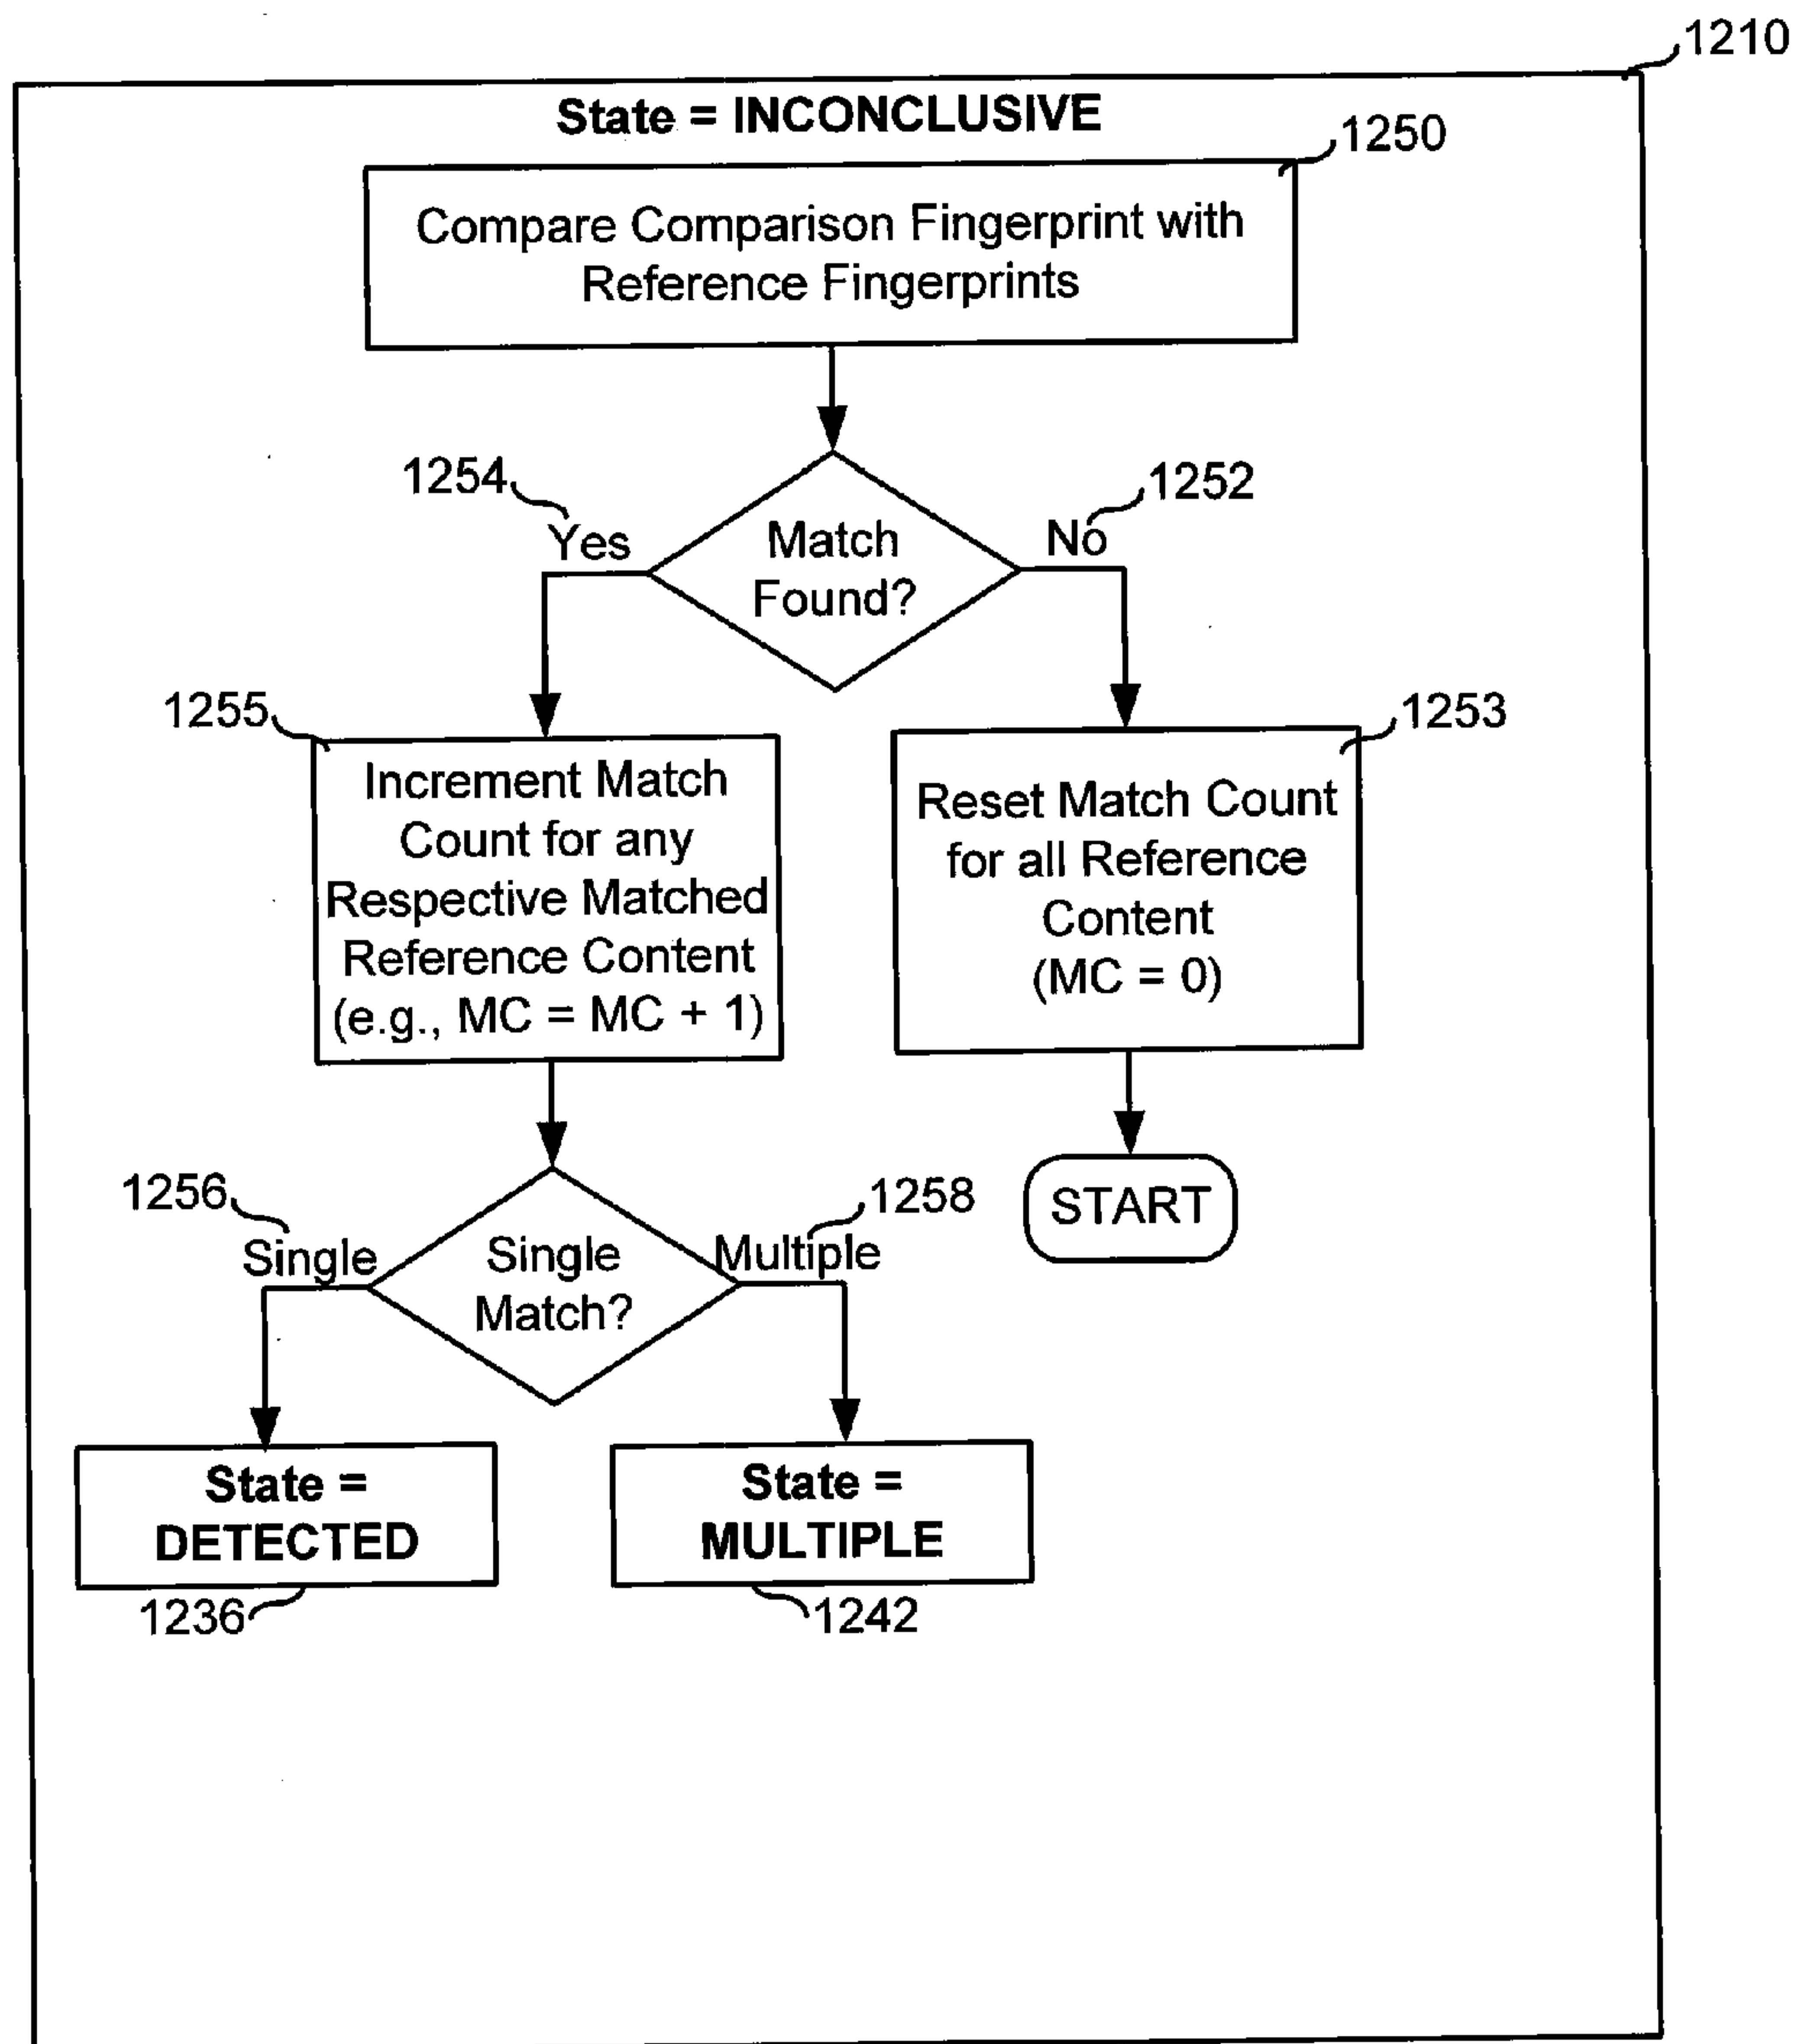 1210
State = INCONCLUSIVE
1250
Compare Comparison Fingerprint with
Reference Fingerprints
1254
1252
Yes
Match
Found?
No
1255
1253
Increment Match
Count for any
Respective Matched
Reference Content
(e.g., MC = MC + 1)
Reset Match Count
for all Reference
Content
(MC = 0)
START
1256
1258
Single
Single
Match?
Multiple
State =
DETECTED
State =
MULTIPLE
1236
1242